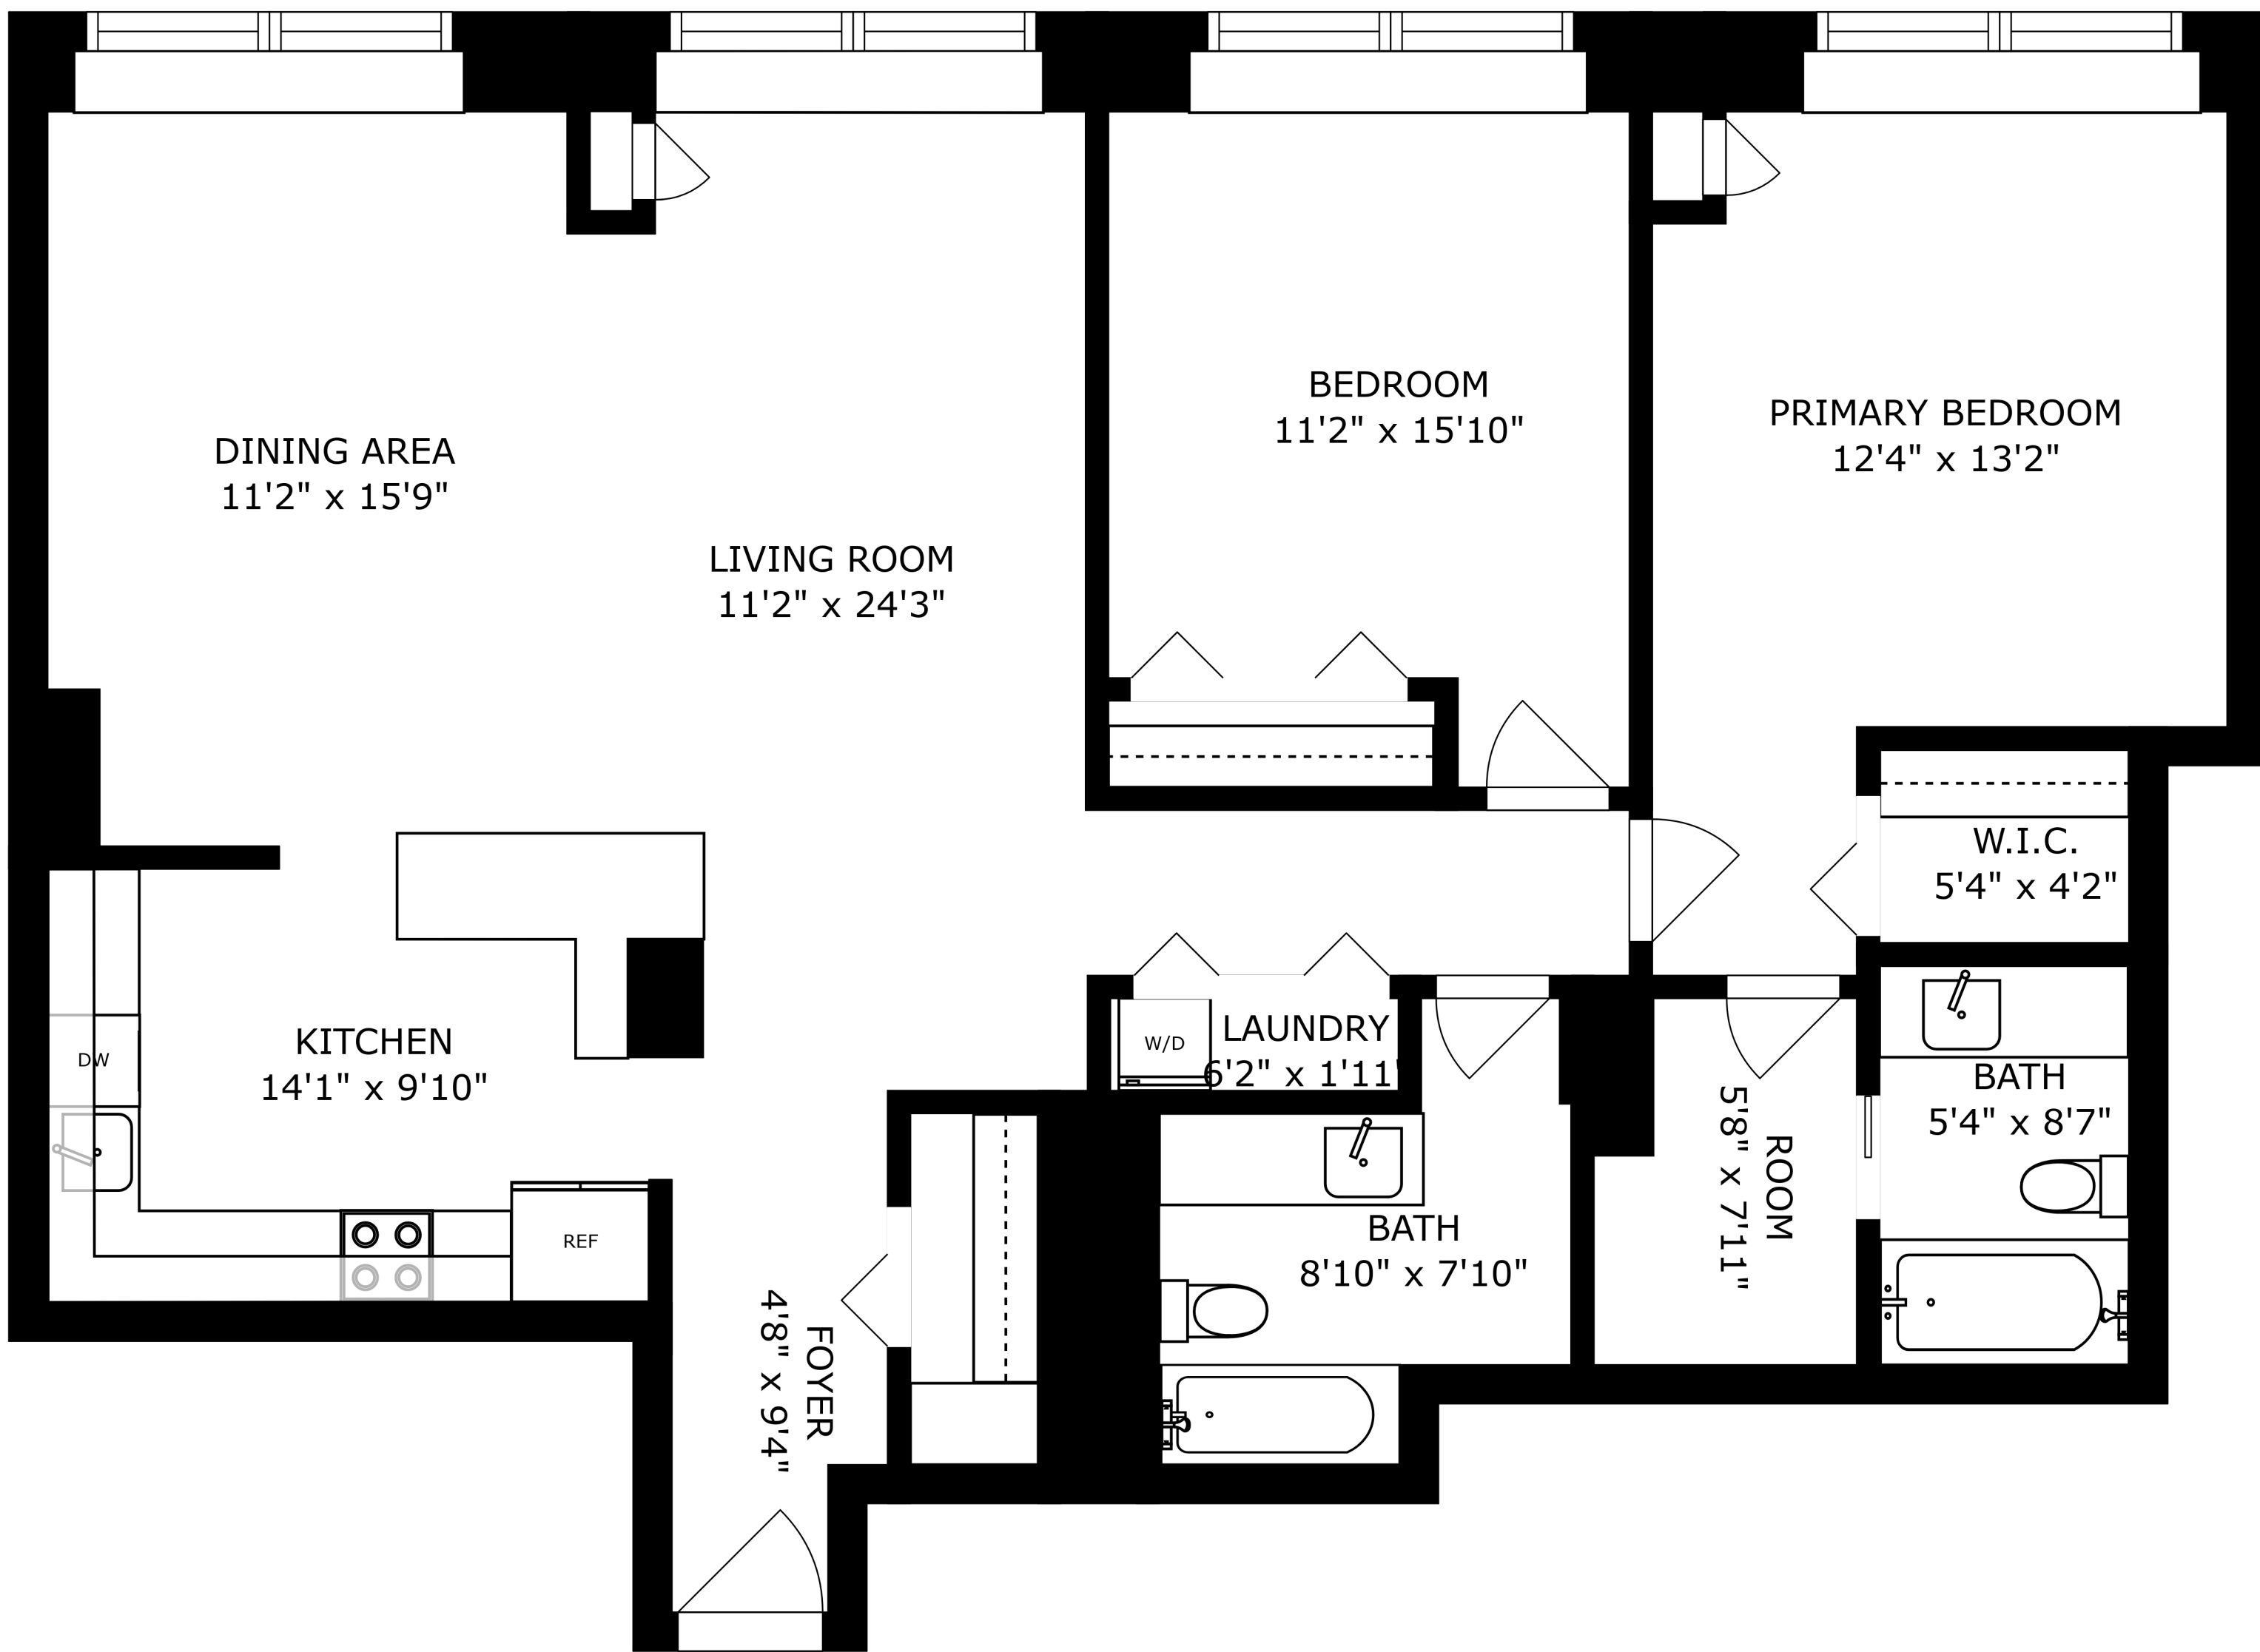 BEDROOM
11'2" x 15'10"
PRIMARY BEDROOM
12'4" x 13'2"
DINING AREA
11'2" x 15'9"
LIVING ROOM
11'2" x 24'3"
W.I.C.
5'4" x 4'2"
KITCHEN
14'1" x 9'10"
DW
REF
W/D
LAUNDRY
6'2" x 1'11"
BATH
5'4" x 8'7"
ROOM
5'8" x 7'11"
BATH
8'10" x 7'10"
FOYER
4'8" x 9'4"